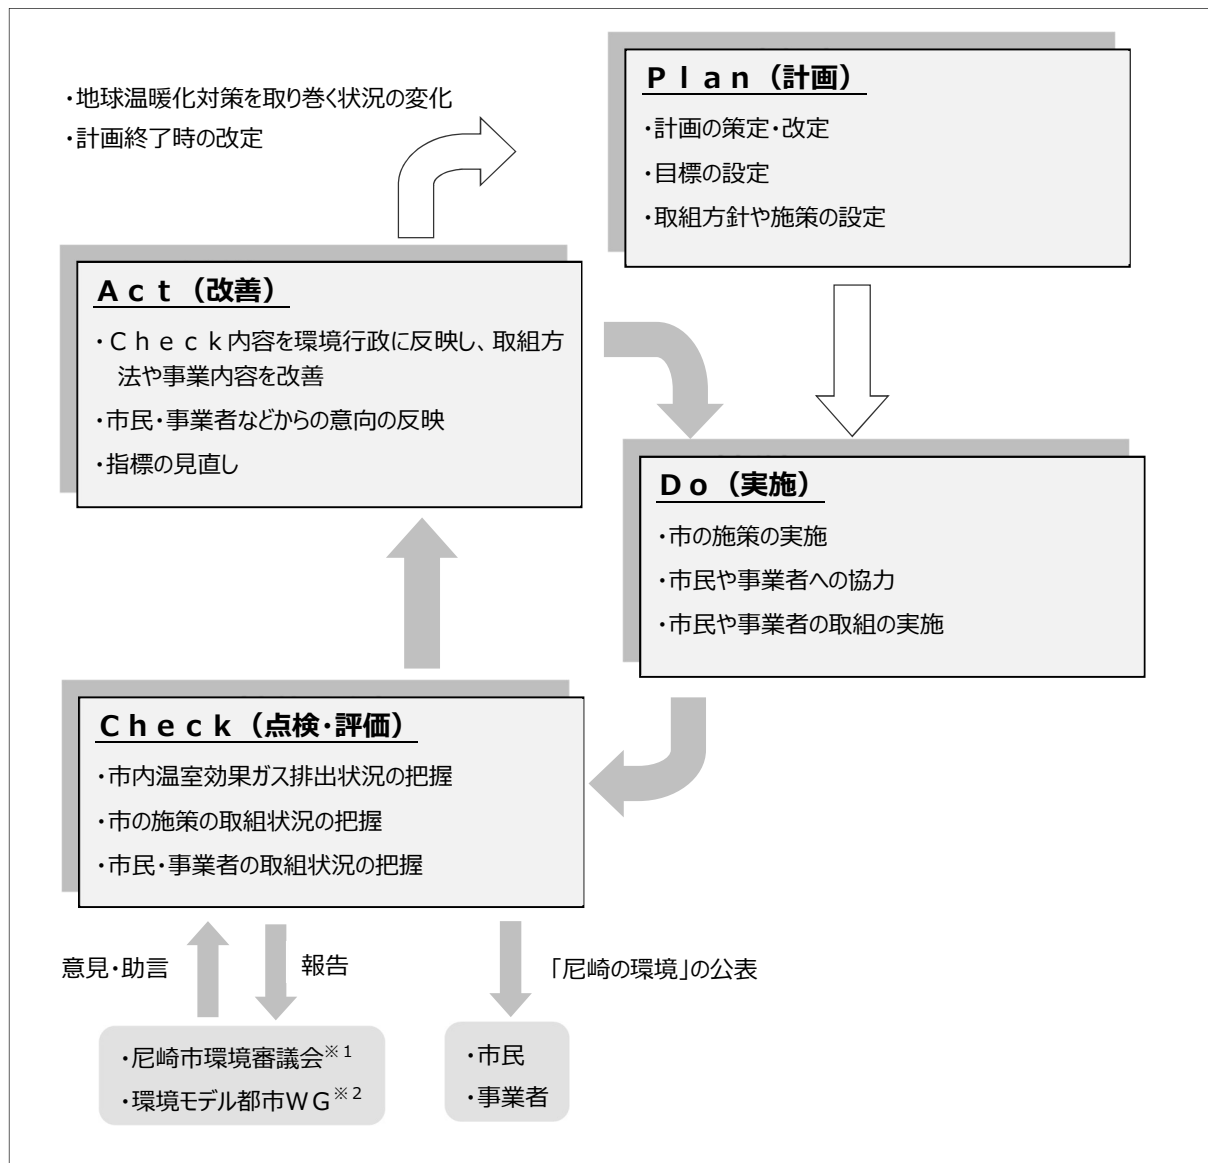 ・地球温暖化対策を取り巻く状況の変化
・計画終了時の改定
Ｐｌａｎ（計画）
・計画の策定・改定
・目標の設定
・取組方針や施策の設定
Ａｃｔ（改善）
・Ｃｈｅｃｋ内容を環境行政に反映し、取組方
法や事業内容を改善
・市民・事業者などからの意向の反映
・指標の見直し
Ｄｏ（実施）
・市の施策の実施
・市民や事業者への協力
・市民や事業者の取組の実施
Ｃｈｅｃｋ（点検・評価）
・市内温室効果ガス排出状況の把握
・市の施策の取組状況の把握
・市民・事業者の取組状況の把握
意見・助言
報告
「尼崎の環境」の公表
・尼崎市環境審議会※１
・環境モデル都市ＷＧ※２
・市民
・事業者